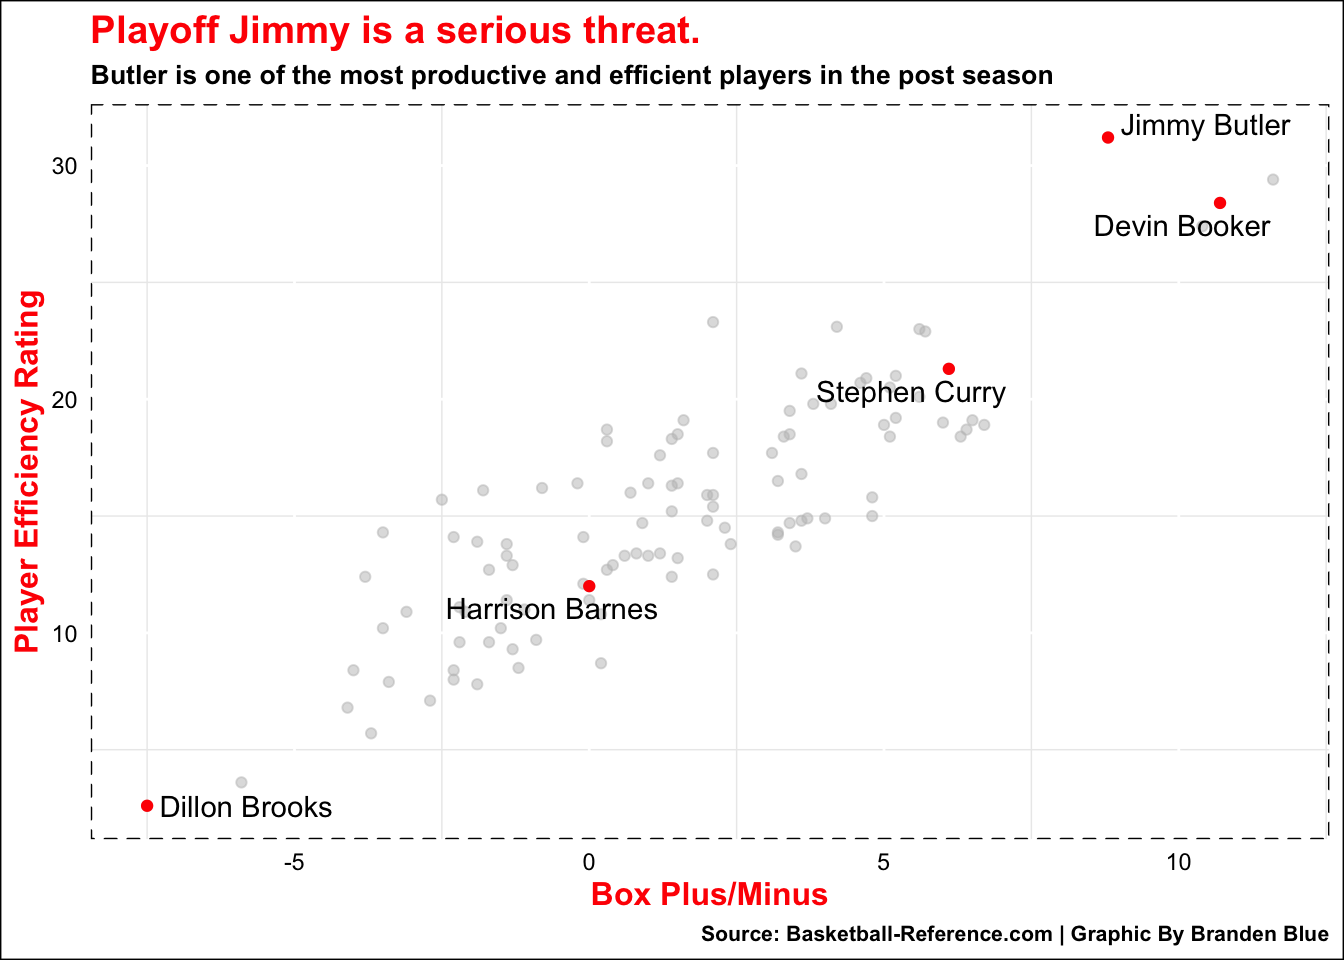 Playoff Jimmy is a serious threat.
Butler is one of the most productive and efficient players in the post season
Jimmy Butler
30
Devin Booker
Player Efficiency Rating
20
Stephen Curry
Harrison Barnes
10
Dillon Brooks
-5 0 5 10
Box Plus/Minus
Source: Basketball-Reference.com | Graphic By Branden Blue